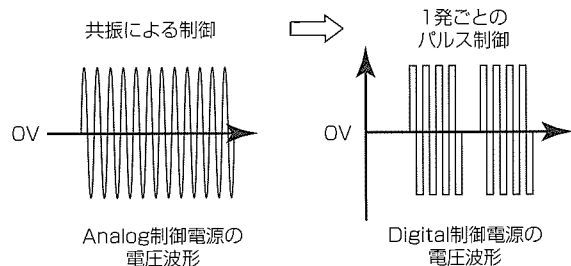 共振による制御
1発ごとの
パルス制御
0V
0V
Analog制御電源の
電圧波形
Digital制御電源の
電圧波形